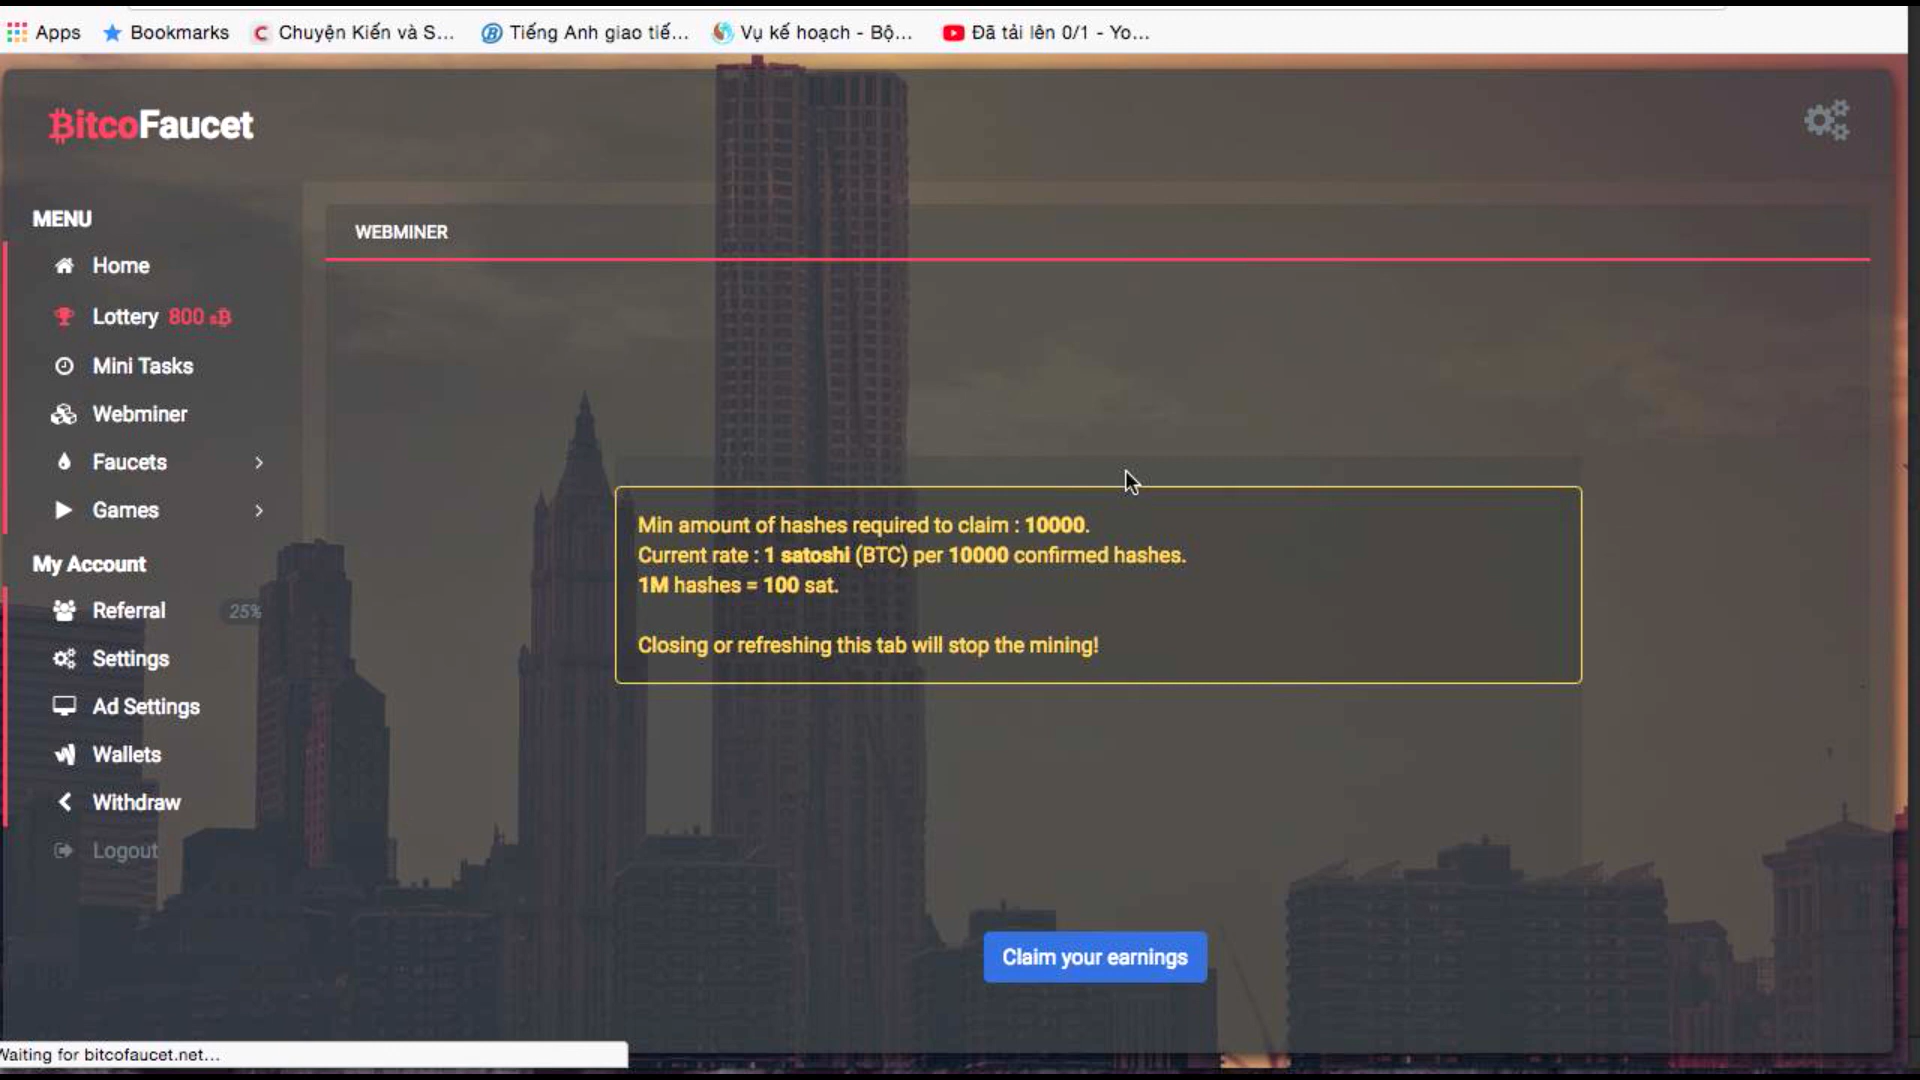 Apps Bookmarks Chuyện Kiến và S... Tiếng Anh giao tiế... Vụ kế hoạch - Bộ... Đã tải lên 0/1 - Yo...
BitcoFaucet
MENU
Home
Lottery 800 sɃ
Mini Tasks
Webminer
Faucets
Games
My Account
Referral 25%
Settings
Ad Settings
Wallets
Withdraw
Logout
WEBMINER
Min amount of hashes required to claim : 10000.
Current rate : 1 satoshi (BTC) per 10000 confirmed hashes.
1M hashes = 100 sat.
Closing or refreshing this tab will stop the mining!
Claim your earnings
Waiting for bitcofaucet.net...